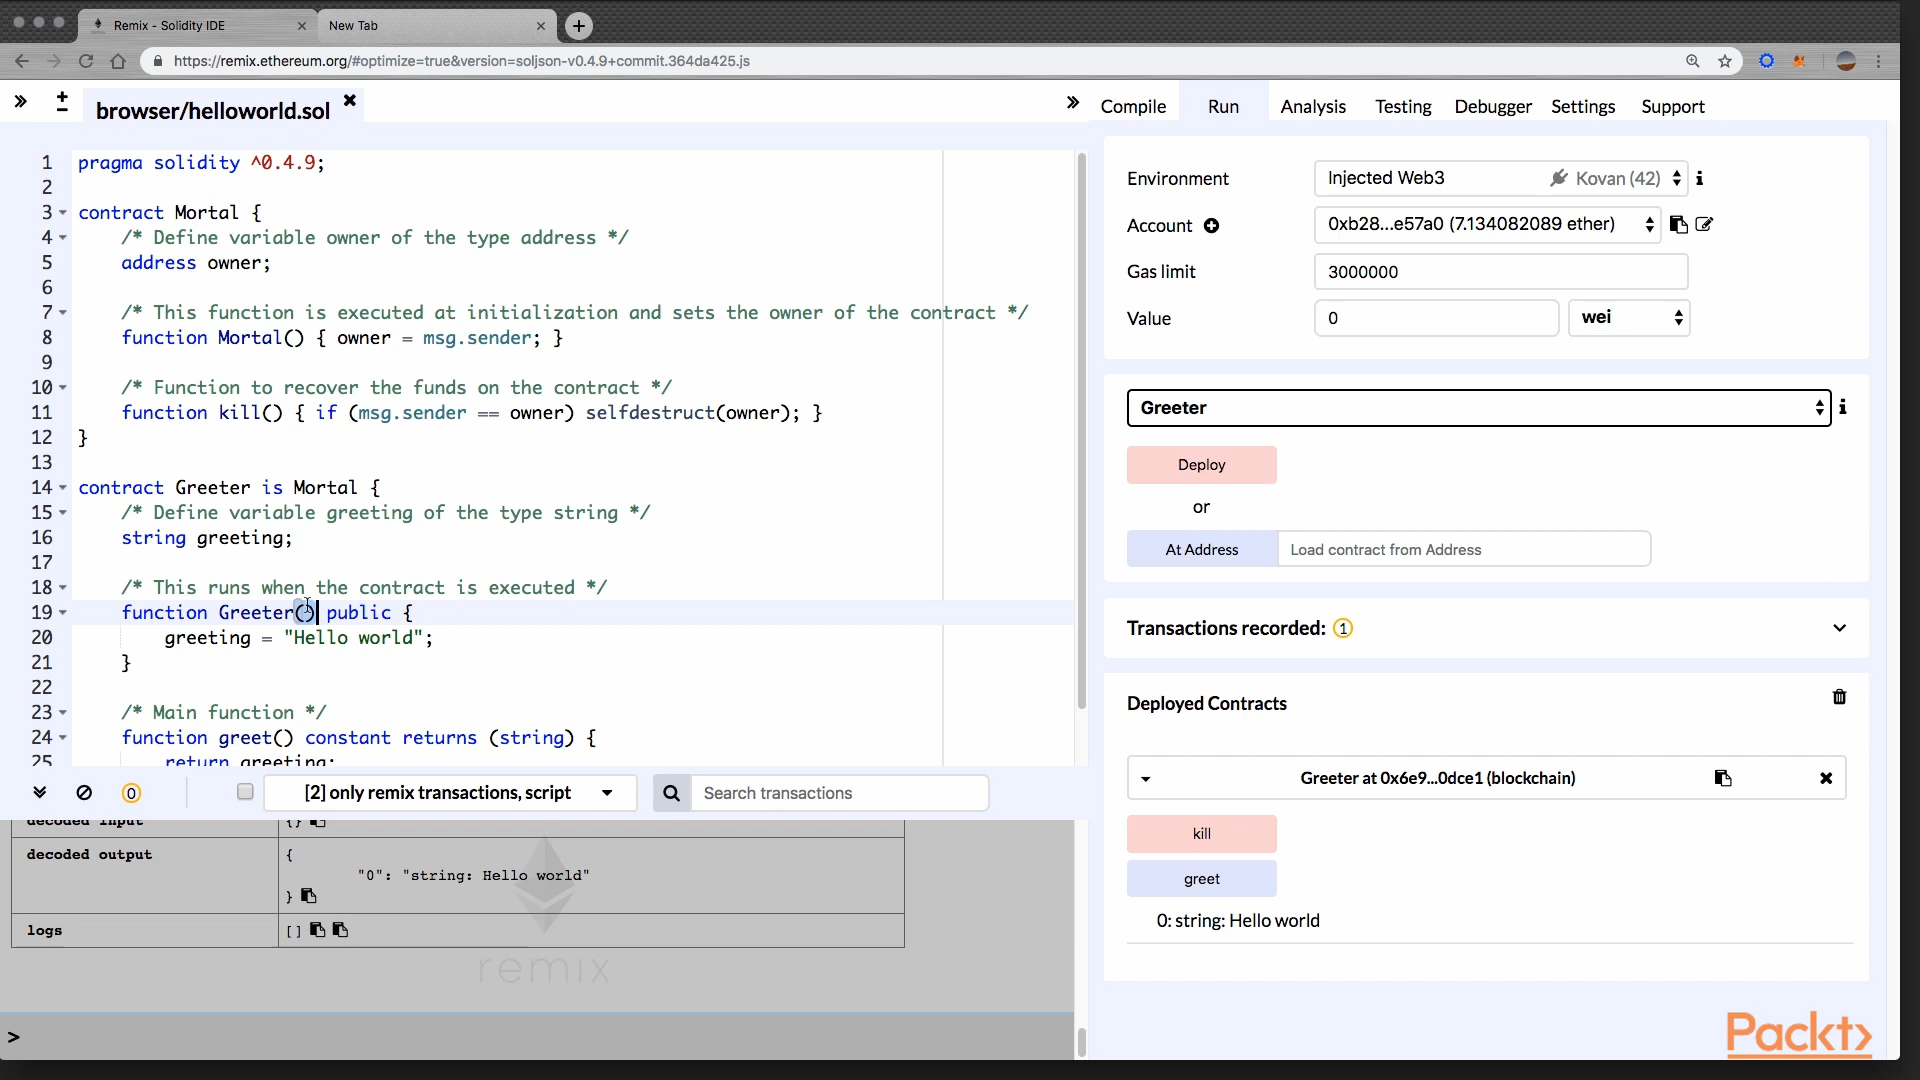 Remix - Solidity IDE
New Tab
https://remix.ethereum.org/#optimize=true&version=soljson-v0.4.9+commit.364da425.js
browser/helloworld.sol
Compile Run Analysis Testing Debugger Settings Support
1 pragma solidity ^0.4.9;
2
3 contract Mortal {
4 /* Define variable owner of the type address */
5 address owner;
6
7 /* This function is executed at initialization and sets the owner of the contract */
8 function Mortal() { owner = msg.sender; }
9
10 /* Function to recover the funds on the contract */
11 function kill() { if (msg.sender == owner) selfdestruct(owner); }
12 }
13
14 contract Greeter is Mortal {
15 /* Define variable greeting of the type string */
16 string greeting;
17
18 /* This runs when the contract is executed */
19 function Greeter() public {
20 greeting = "Hello world";
21 }
22
23 /* Main function */
24 function greet() constant returns (string) {
25 return greeting;
0
[2] only remix transactions, script
Search transactions
decoded input {}
decoded output {
"0": "string: Hello world"
}
logs []
remix
>
Environment Injected Web3 Kovan (42)
Account 0xb28...e57a0 (7.134082089 ether)
Gas limit 3000000
Value 0 wei
Greeter
Deploy
or
At Address Load contract from Address
Transactions recorded: 1
Deployed Contracts
Greeter at 0x6e9...0dce1 (blockchain)
kill
greet
0: string: Hello world
Packt>